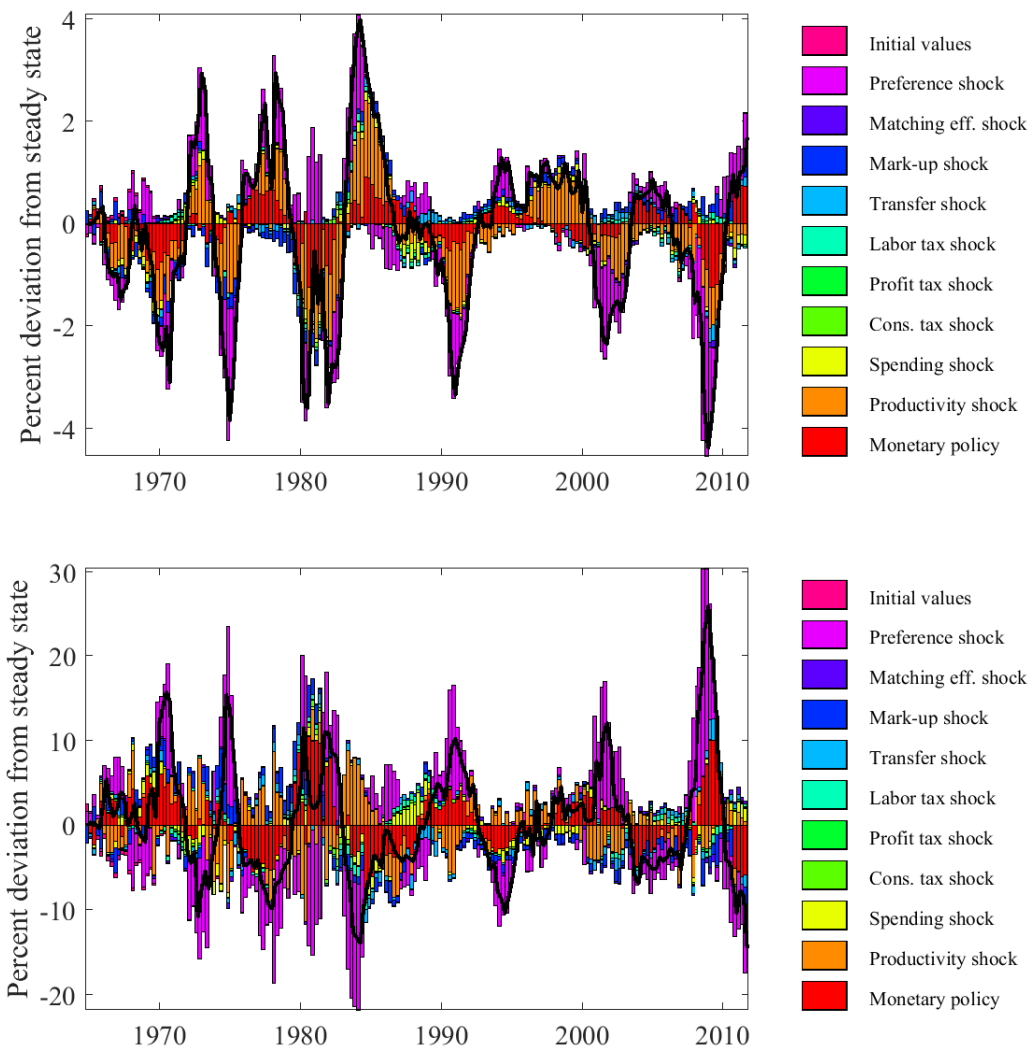 Percent deviation from steady state
4
2
0
-2
-4
1970 1980 1990 2000 2010
Initial values
Preference shock
Matching eff. shock
Mark-up shock
Transfer shock
Labor tax shock
Profit tax shock
Cons. tax shock
Spending shock
Productivity shock
Monetary policy
Percent deviation from steady state
30
20
10
0
-10
-20
1970 1980 1990 2000 2010
Initial values
Preference shock
Matching eff. shock
Mark-up shock
Transfer shock
Labor tax shock
Profit tax shock
Cons. tax shock
Spending shock
Productivity shock
Monetary policy